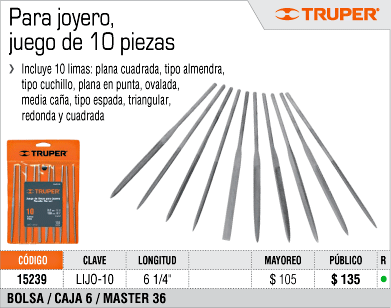 Para joyero,
juego de 10 piezas
TRUPER®
› Incluye 10 limas: plana cuadrada, tipo almendra,
tipo cuchillo, plana en punta, ovalada,
media caña, tipo espada, triangular,
redonda y cuadrada
TRUPER
10
CÓDIGO CLAVE LONGITUD MAYOREO PÚBLICO R
15239 LIJO-10 6 1/4" $ 105 $ 135
BOLSA / CAJA 6 / MASTER 36